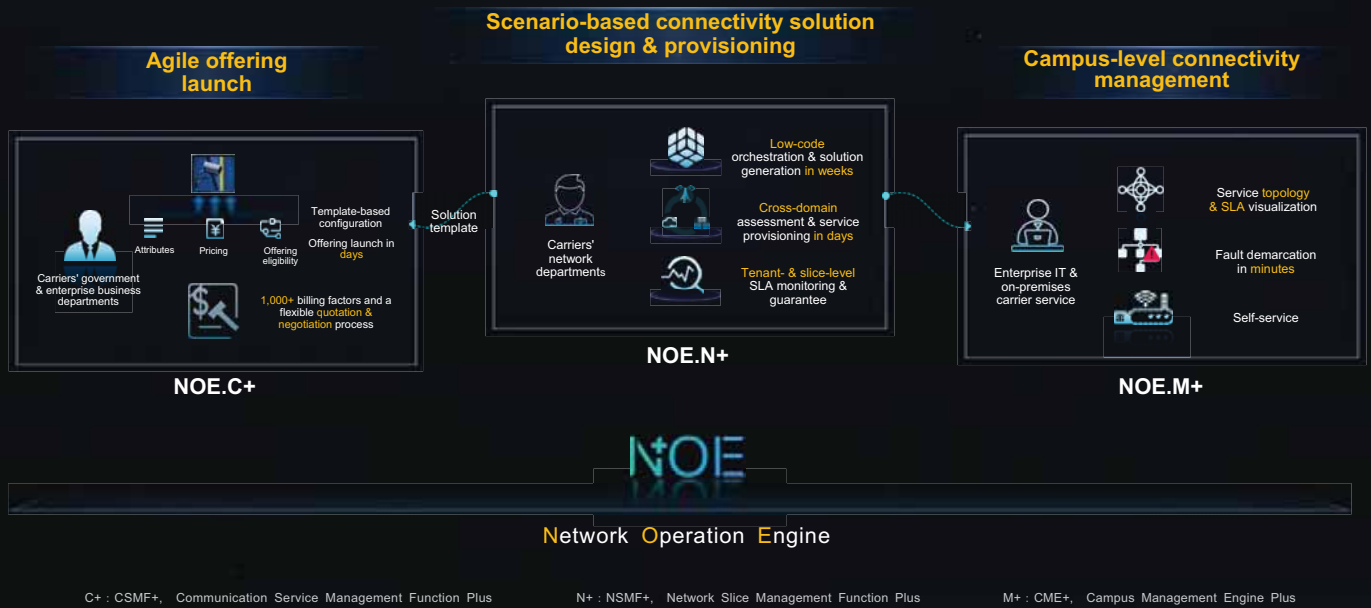 Agile offering
launch
Scenario-based connectivity solution
design & provisioning
Campus-level connectivity
management
Carriers' government
& enterprise business
departments
Attributes
Pricing
Offering
eligibility
Template-based
configuration
Offering launch in
days
1,000+ billing factors and a
flexible quotation &
negotiation process
NOE.C+
Solution
template
Carriers'
network
departments
Low-code
orchestration & solution
generation in weeks
Cross-domain
assessment & service
provisioning in days
Tenant- & slice-level
SLA monitoring &
guarantee
NOE.N+
Enterprise IT &
on-premises
carrier service
Service topology
& SLA visualization
Fault demarcation
in minutes
Self-service
NOE.M+
N+OE
Network Operation Engine
C+ : CSMF+, Communication Service Management Function Plus
N+ : NSMF+, Network Slice Management Function Plus
M+ : CME+, Campus Management Engine Plus